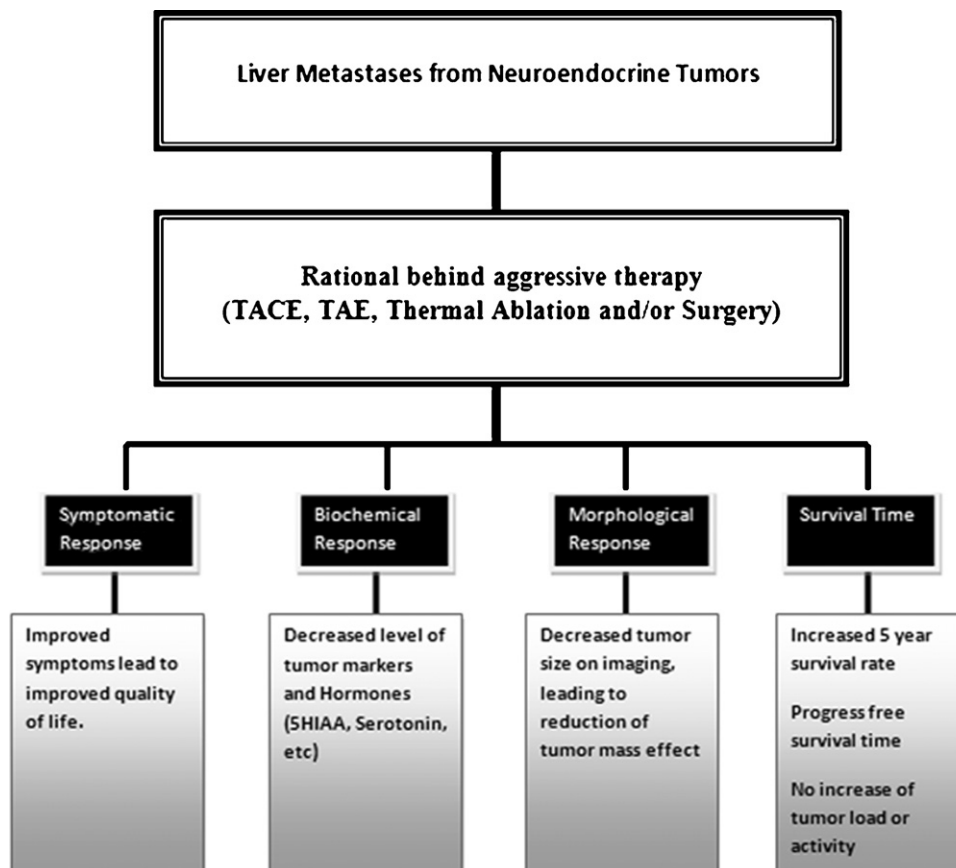 Liver Metastases from Neuroendocrine Tumors
Rational behind aggressive therapy
(TACE, TAE, Thermal Ablation and/or Surgery)
Symptomatic
Response
Biochemical
Response
Morphological
Response
Survival Time
Improved
symptoms lead to
improved quality
of life.
Decreased level of
tumor markers
and Hormones
(5HIAA, Serotonin,
etc)
Decreased tumor
size on imaging,
leading to
reduction of
tumor mass effect
Increased 5 year
survival rate
Progress free
survival time
No increase of
tumor load or
activity